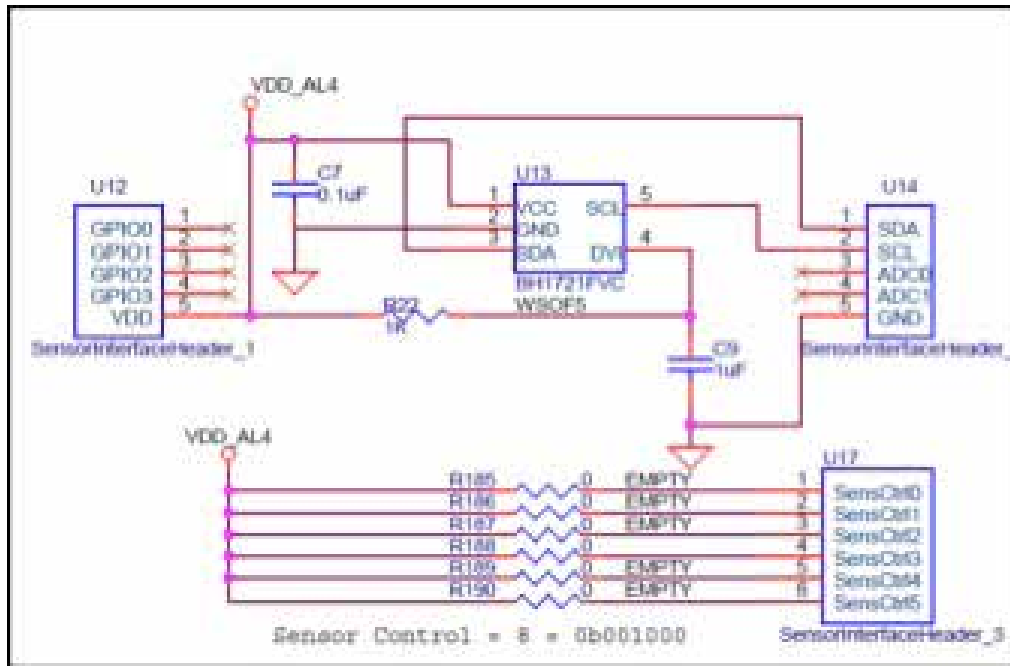 VDD_AL4
U12
GPIO0 1
GPIO1 2
GPIO2 3
GPIO3 4
VDD 5
SensorInterfaceHeader_1
C7
0.1uF
U13
1 VCC SCL 5
2 GND
3 SDA DVI 4
BH1721FVC
WSOF5
R22
1K
C9
1uF
U14
1 SDA
2 SCL
3 ADC0
4 ADC1
5 GND
SensorInterfaceHeader_
VDD_AL4
U17
R185 0 EMPTY 1 SensCtrl0
R186 0 EMPTY 2 SensCtrl1
R187 0 EMPTY 3 SensCtrl2
R188 0 4 SensCtrl3
R189 0 EMPTY 5 SensCtrl4
R190 0 EMPTY 6 SensCtrl5
SensorInterfaceHeader_3
Sensor Control = 8 = 0b001000